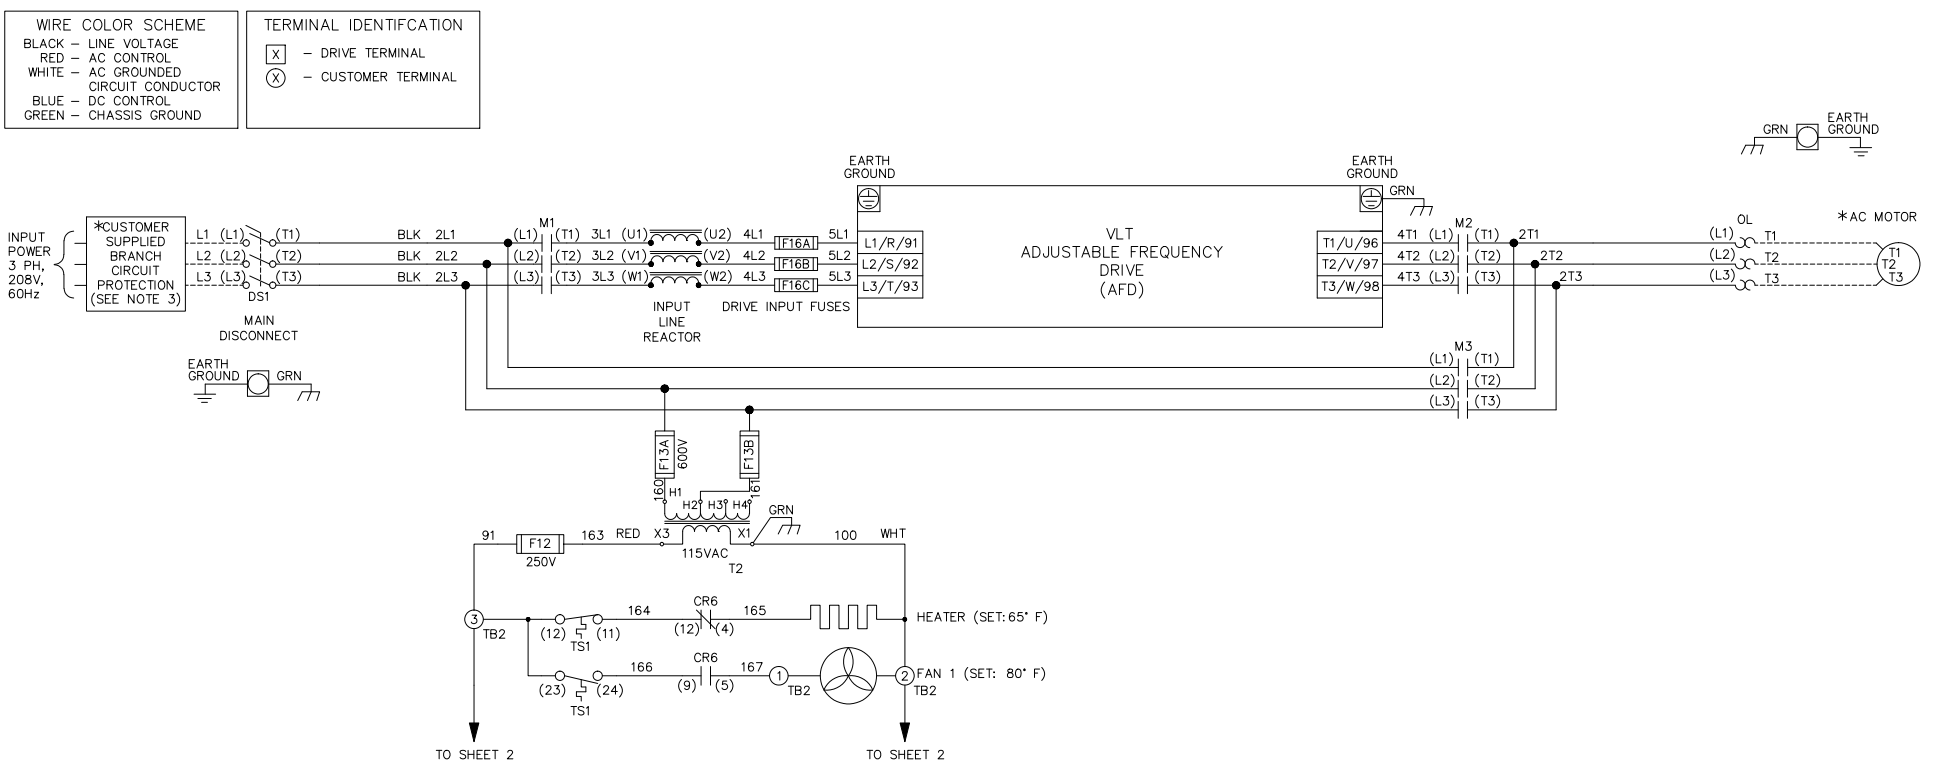 WIRE COLOR SCHEME
BLACK – LINE VOLTAGE
RED – AC CONTROL
WHITE – AC GROUNDED
CIRCUIT CONDUCTOR
BLUE – DC CONTROL
GREEN – CHASSIS GROUND
TERMINAL IDENTIFCATION
X – DRIVE TERMINAL
X – CUSTOMER TERMINAL
GRN
EARTH
GROUND
INPUT
POWER
3 PH,
208V,
60Hz
*CUSTOMER
SUPPLIED
BRANCH
CIRCUIT
PROTECTION
(SEE NOTE 3)
L1 (L1) (T1)
L2 (L2) (T2)
L3 (L3) (T3)
DS1
MAIN
DISCONNECT
EARTH
GROUND
GRN
BLK 2L1
BLK 2L2
BLK 2L3
M1
(L1) (T1) 3L1 (U1) (U2) 4L1 F16A 5L1
(L2) (T2) 3L2 (V1) (V2) 4L2 F16B 5L2
(L3) (T3) 3L3 (W1) (W2) 4L3 F16C 5L3
INPUT
LINE
REACTOR
DRIVE INPUT FUSES
EARTH
GROUND
L1/R/91
L2/S/92
L3/T/93
VLT
ADJUSTABLE FREQUENCY
DRIVE
(AFD)
EARTH
GROUND
GRN
T1/U/96
T2/V/97
T3/W/98
M2
4T1 (L1) (T1) 2T1
4T2 (L2) (T2) 2T2
4T3 (L3) (T3) 2T3
OL
(L1) T1
(L2) T2
(L3) T3
*AC MOTOR
T1
T2
T3
M3
(L1) (T1)
(L2) (T2)
(L3) (T3)
F13A
600V
F13B
160
161
H1
H2
H3
H4
GRN
91
F12
250V
163
RED
X3
X1
115VAC
T2
100
WHT
3
TB2
(12) (11)
TS1
164
CR6
(12) (4)
165
HEATER (SET:65° F)
(23) (24)
TS1
166
CR6
(9) (5)
167
1
TB2
2
TB2
FAN 1 (SET: 80° F)
TO SHEET 2
TO SHEET 2